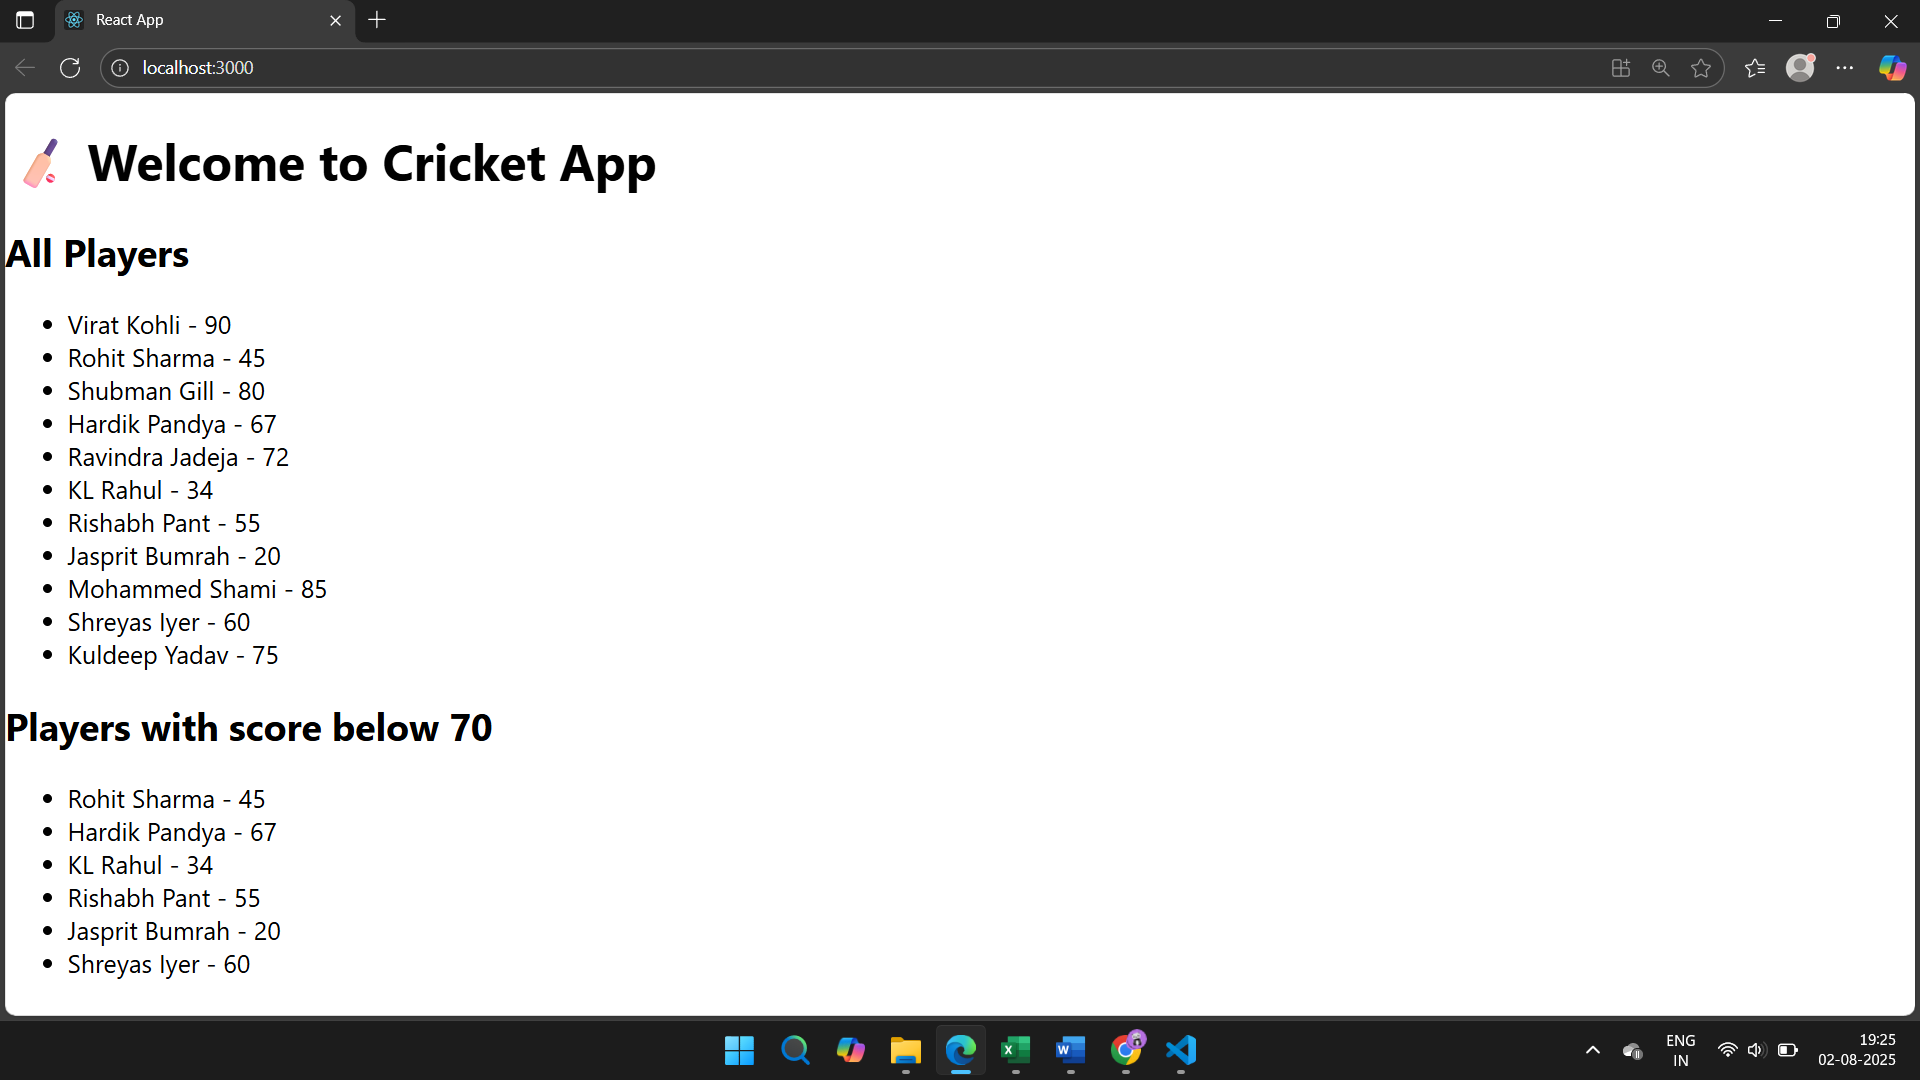 React App
localhost:3000
🏏 Welcome to Cricket App
All Players
• Virat Kohli - 90
• Rohit Sharma - 45
• Shubman Gill - 80
• Hardik Pandya - 67
• Ravindra Jadeja - 72
• KL Rahul - 34
• Rishabh Pant - 55
• Jasprit Bumrah - 20
• Mohammed Shami - 85
• Shreyas Iyer - 60
• Kuldeep Yadav - 75
Players with score below 70
• Rohit Sharma - 45
• Hardik Pandya - 67
• KL Rahul - 34
• Rishabh Pant - 55
• Jasprit Bumrah - 20
• Shreyas Iyer - 60
ENG
IN
19:25
02-08-2025